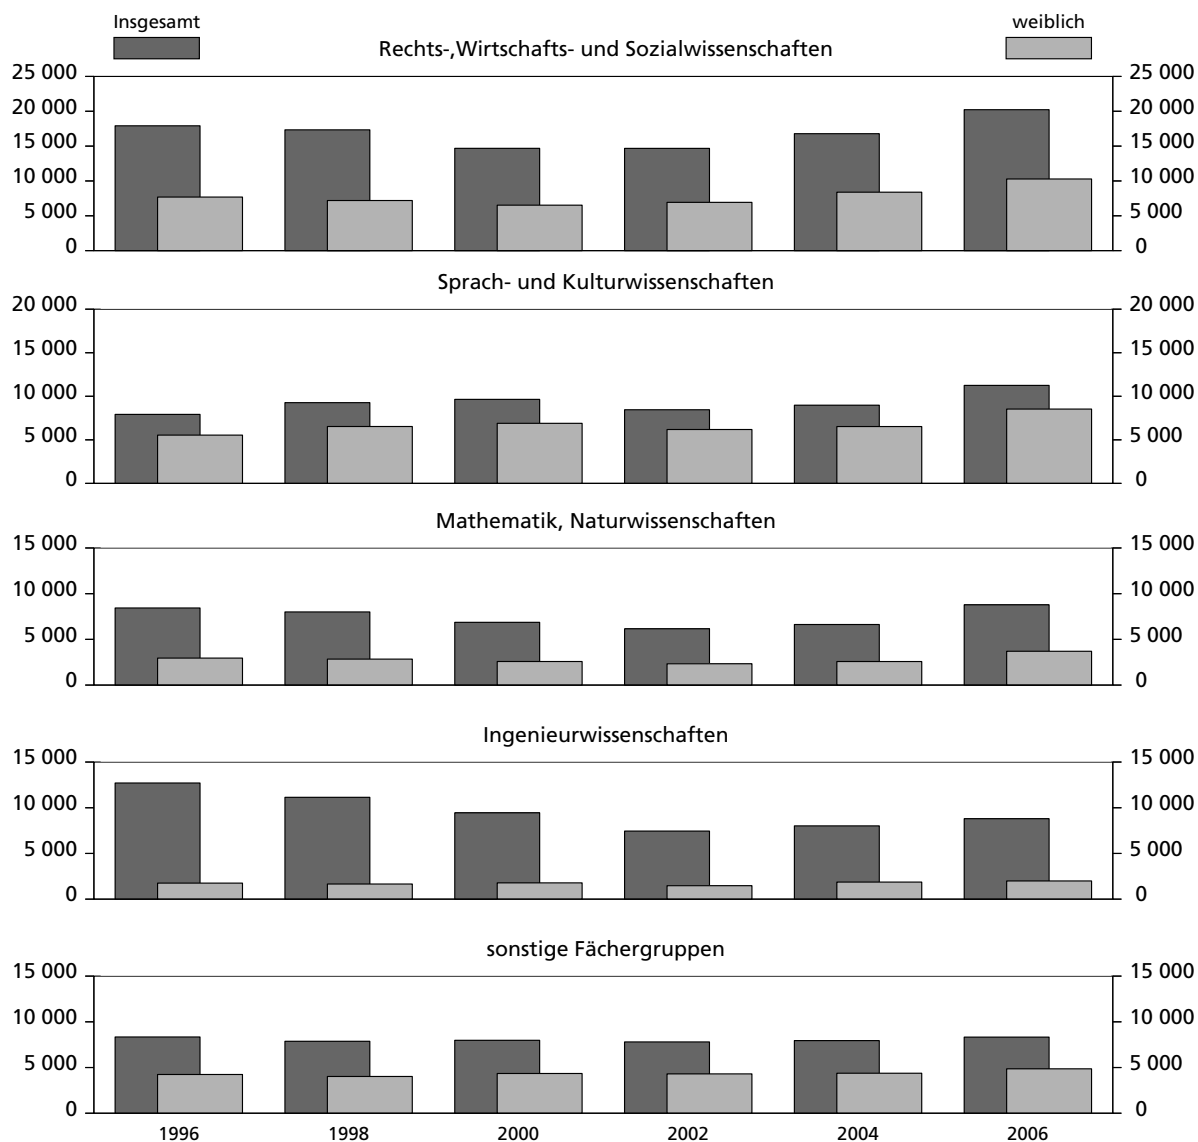 Insgesamt weiblich
Rechts-,Wirtschafts- und Sozialwissenschaften
25 000 25 000
20 000 20 000
15 000 15 000
10 000 10 000
5 000 5 000
0 0
Sprach- und Kulturwissenschaften
20 000 20 000
15 000 15 000
10 000 10 000
5 000 5 000
0 0
Mathematik, Naturwissenschaften
15 000 15 000
10 000 10 000
5 000 5 000
0 0
Ingenieurwissenschaften
15 000 15 000
10 000 10 000
5 000 5 000
0 0
sonstige Fächergruppen
15 000 15 000
10 000 10 000
5 000 5 000
0 0
1996 1998 2000 2002 2004 2006